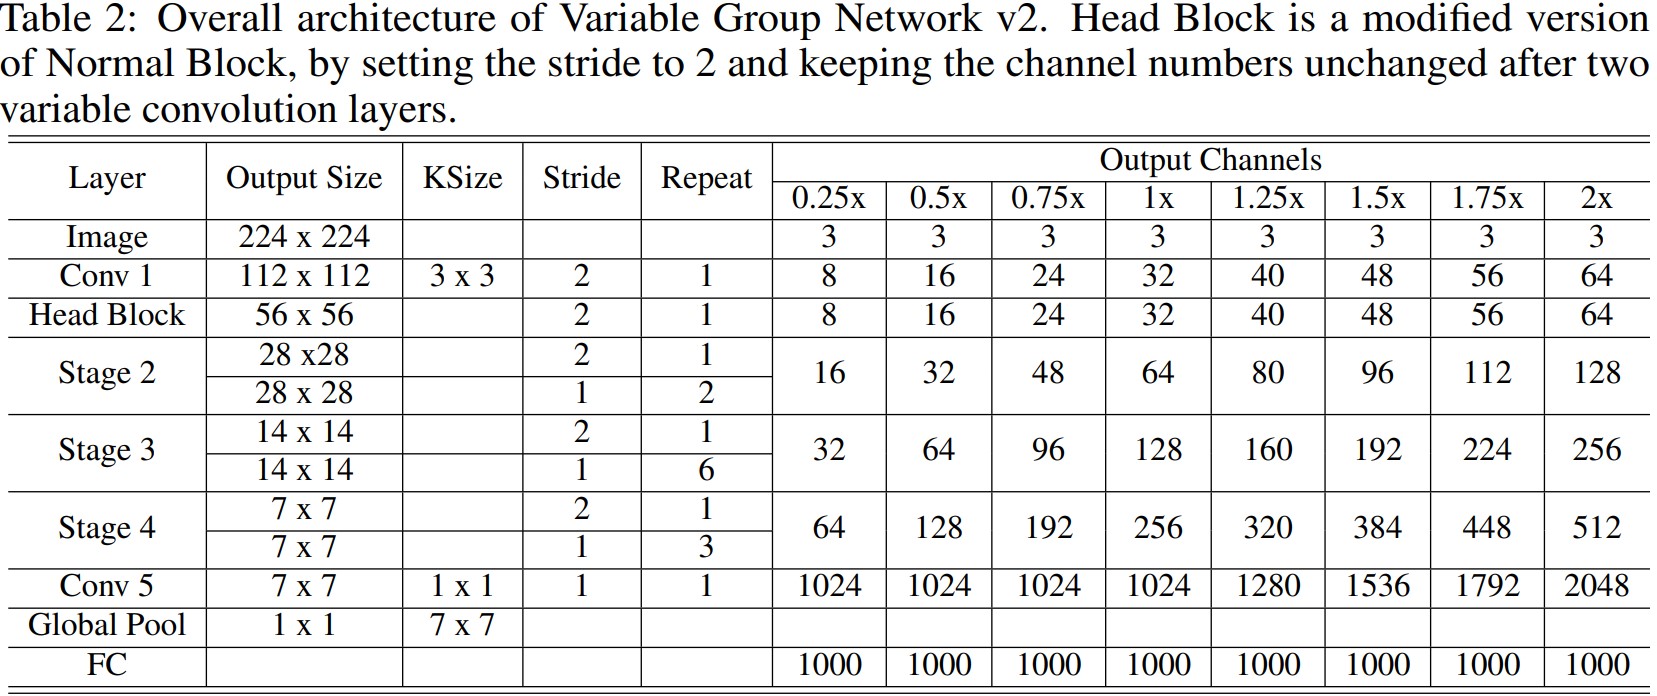 Table 2: Overall architecture of Variable Group Network v2. Head Block is a modified version
of Normal Block, by setting the stride to 2 and keeping the channel numbers unchanged after two
variable convolution layers.
Layer Output Size KSize Stride Repeat Output Channels
0.25x 0.5x 0.75x 1x 1.25x 1.5x 1.75x 2x
Image 224 x 224 3 3 3 3 3 3 3 3
Conv 1 112 x 112 3 x 3 2 1 8 16 24 32 40 48 56 64
Head Block 56 x 56 2 1 8 16 24 32 40 48 56 64
Stage 2 28 x28 2 1 16 32 48 64 80 96 112 128
28 x 28 1 2
Stage 3 14 x 14 2 1 32 64 96 128 160 192 224 256
14 x 14 1 6
Stage 4 7 x 7 2 1 64 128 192 256 320 384 448 512
7 x 7 1 3
Conv 5 7 x 7 1 x 1 1 1 1024 1024 1024 1024 1280 1536 1792 2048
Global Pool 1 x 1 7 x 7
FC 1000 1000 1000 1000 1000 1000 1000 1000